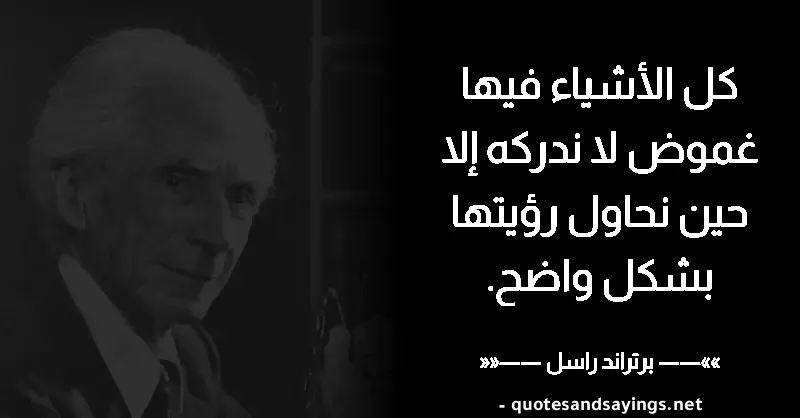 كل الأشياء فيها
غموض لا ندركه إلا
حين نحاول رؤيتها
بشكل واضح.
»»—— برتراند راسل ——««
- quotesandsayings.net